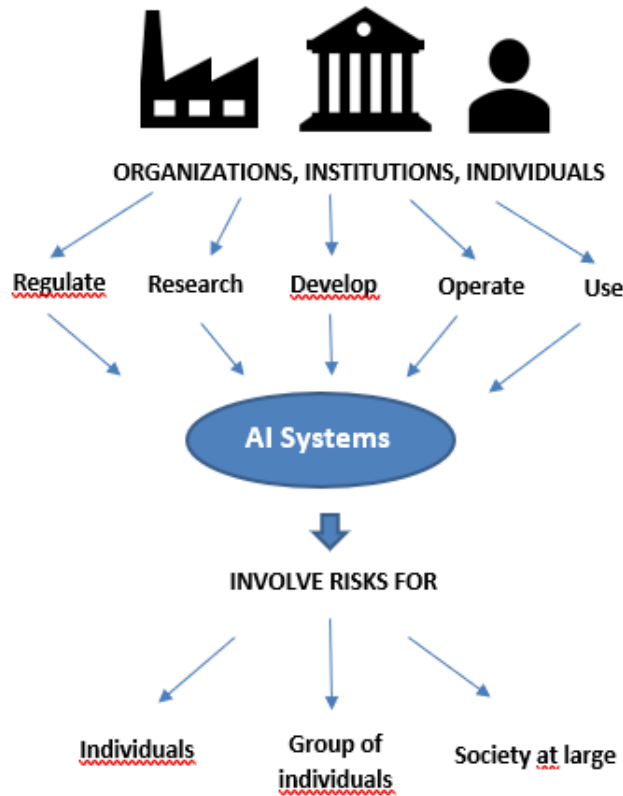 ORGANIZATIONS, INSTITUTIONS, INDIVIDUALS
Regulate Research Develop Operate Use
AI Systems
INVOLVE RISKS FOR
Individuals
Group of
individuals
Society at large